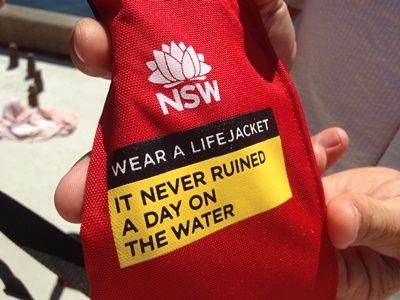 NSW
WEAR A LIFEJACKET
IT NEVER RUINED
A DAY ON
THE WATER